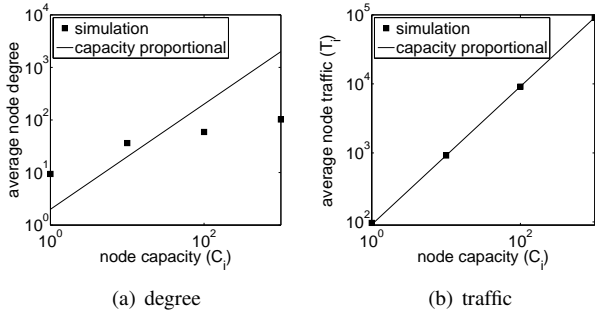 ■ simulation
capacity proportional
average node degree
10^4
10^3
10^2
10^1
10^0
10^0
10^2
node capacity (C_i)
(a) degree
■ simulation
capacity proportional
average node traffic (T_i)
10^5
10^4
10^3
10^2
10^0
10^2
node capacity (C_i)
(b) traffic